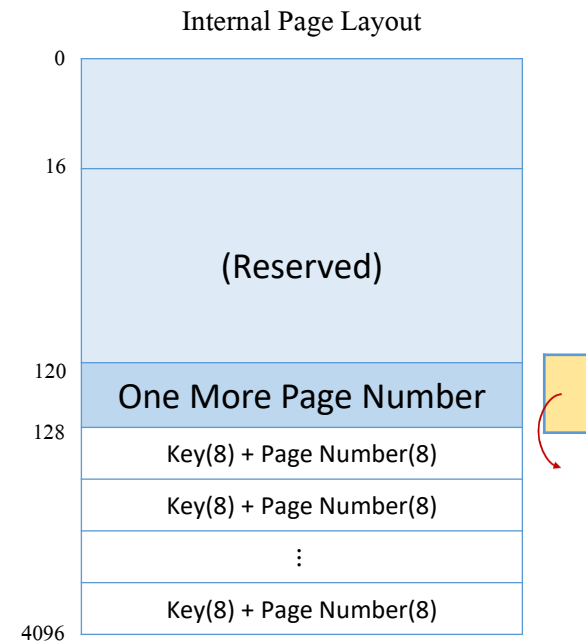 Internal Page Layout
0
16
(Reserved)
120
One More Page Number
128
Key(8) + Page Number(8)
Key(8) + Page Number(8)
⋮
Key(8) + Page Number(8)
4096